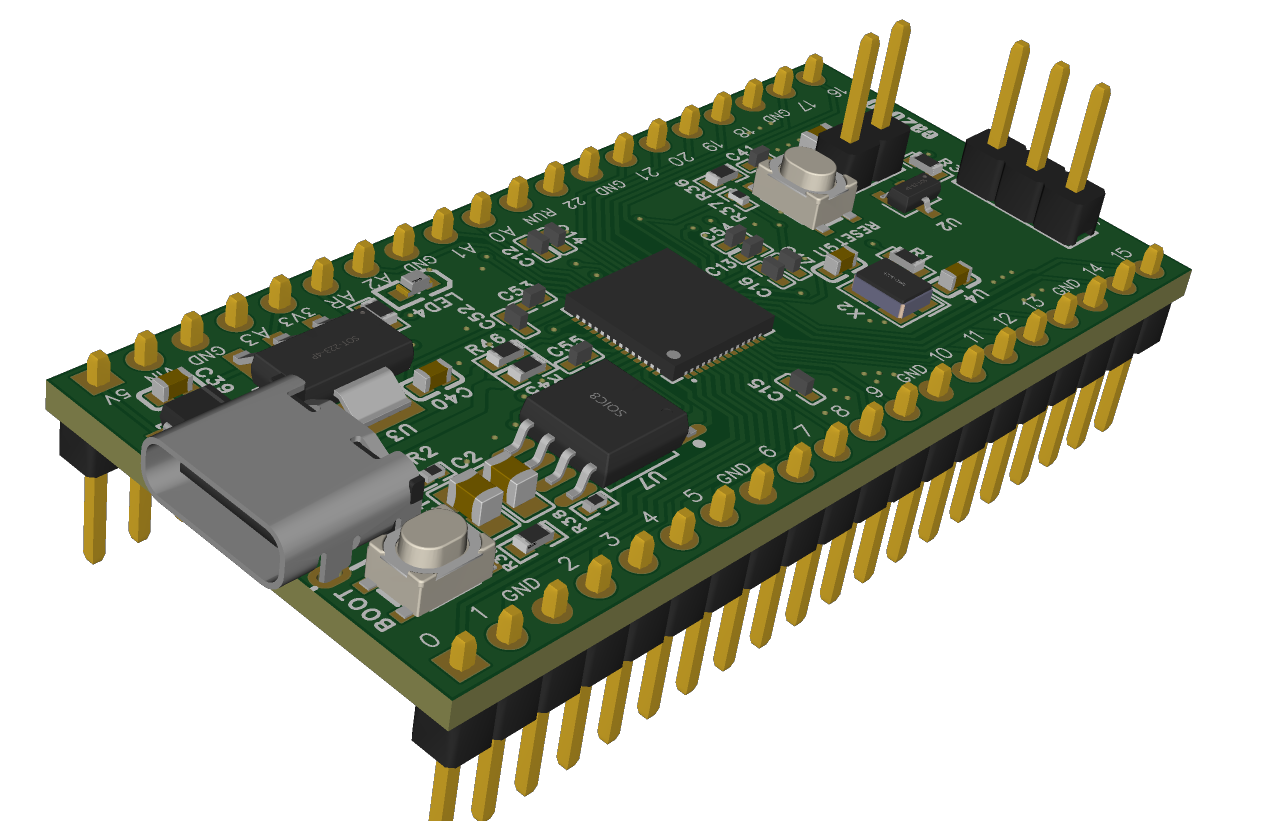 5V
VIN
GND
A3
3V3
AR
A2
GND
A1
A0
RUN
22
GND
21
20
19
18
GND
17
16
C39
SOT-223-4P
LED4
C12
C53
C52
R46
C55
C40
U3
R2
C2
SOIC8
U7
R38
BOOT
C41
R36
R37
RESET
C54
C13
C16
U5
R1
X2
U4
U2
C15
0
1
GND
2
3
4
5
GND
6
7
8
9
GND
10
11
12
13
GND
14
15